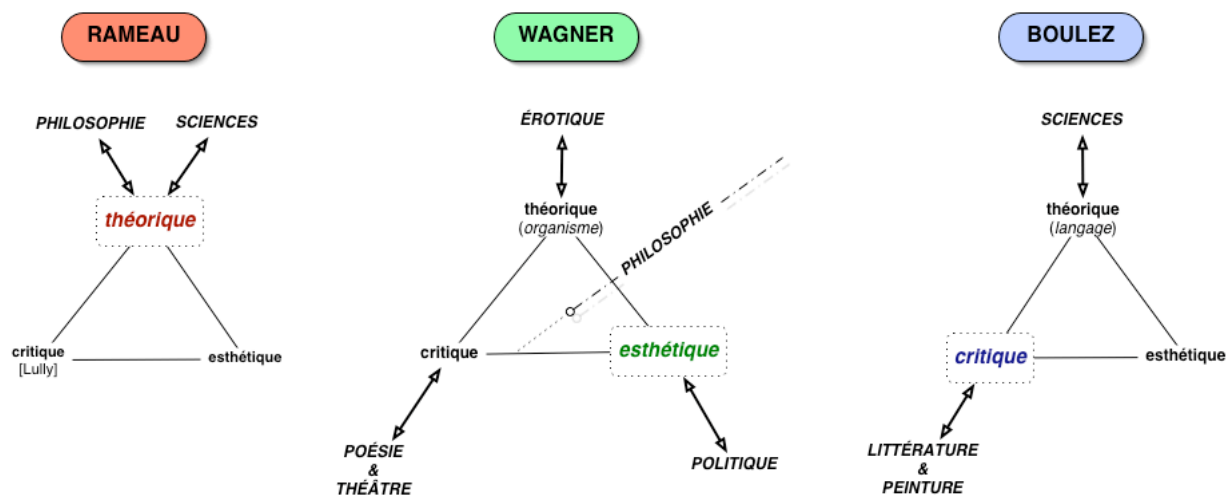 RAMEAU
PHILOSOPHIE
SCIENCES
théorique
critique
[Lully]
esthétique
WAGNER
ÉROTIQUE
théorique
(organisme)
PHILOSOPHIE
critique
esthétique
POÉSIE
&
THÉÂTRE
POLITIQUE
BOULEZ
SCIENCES
théorique
(langage)
critique
esthétique
LITTÉRATURE
&
PEINTURE